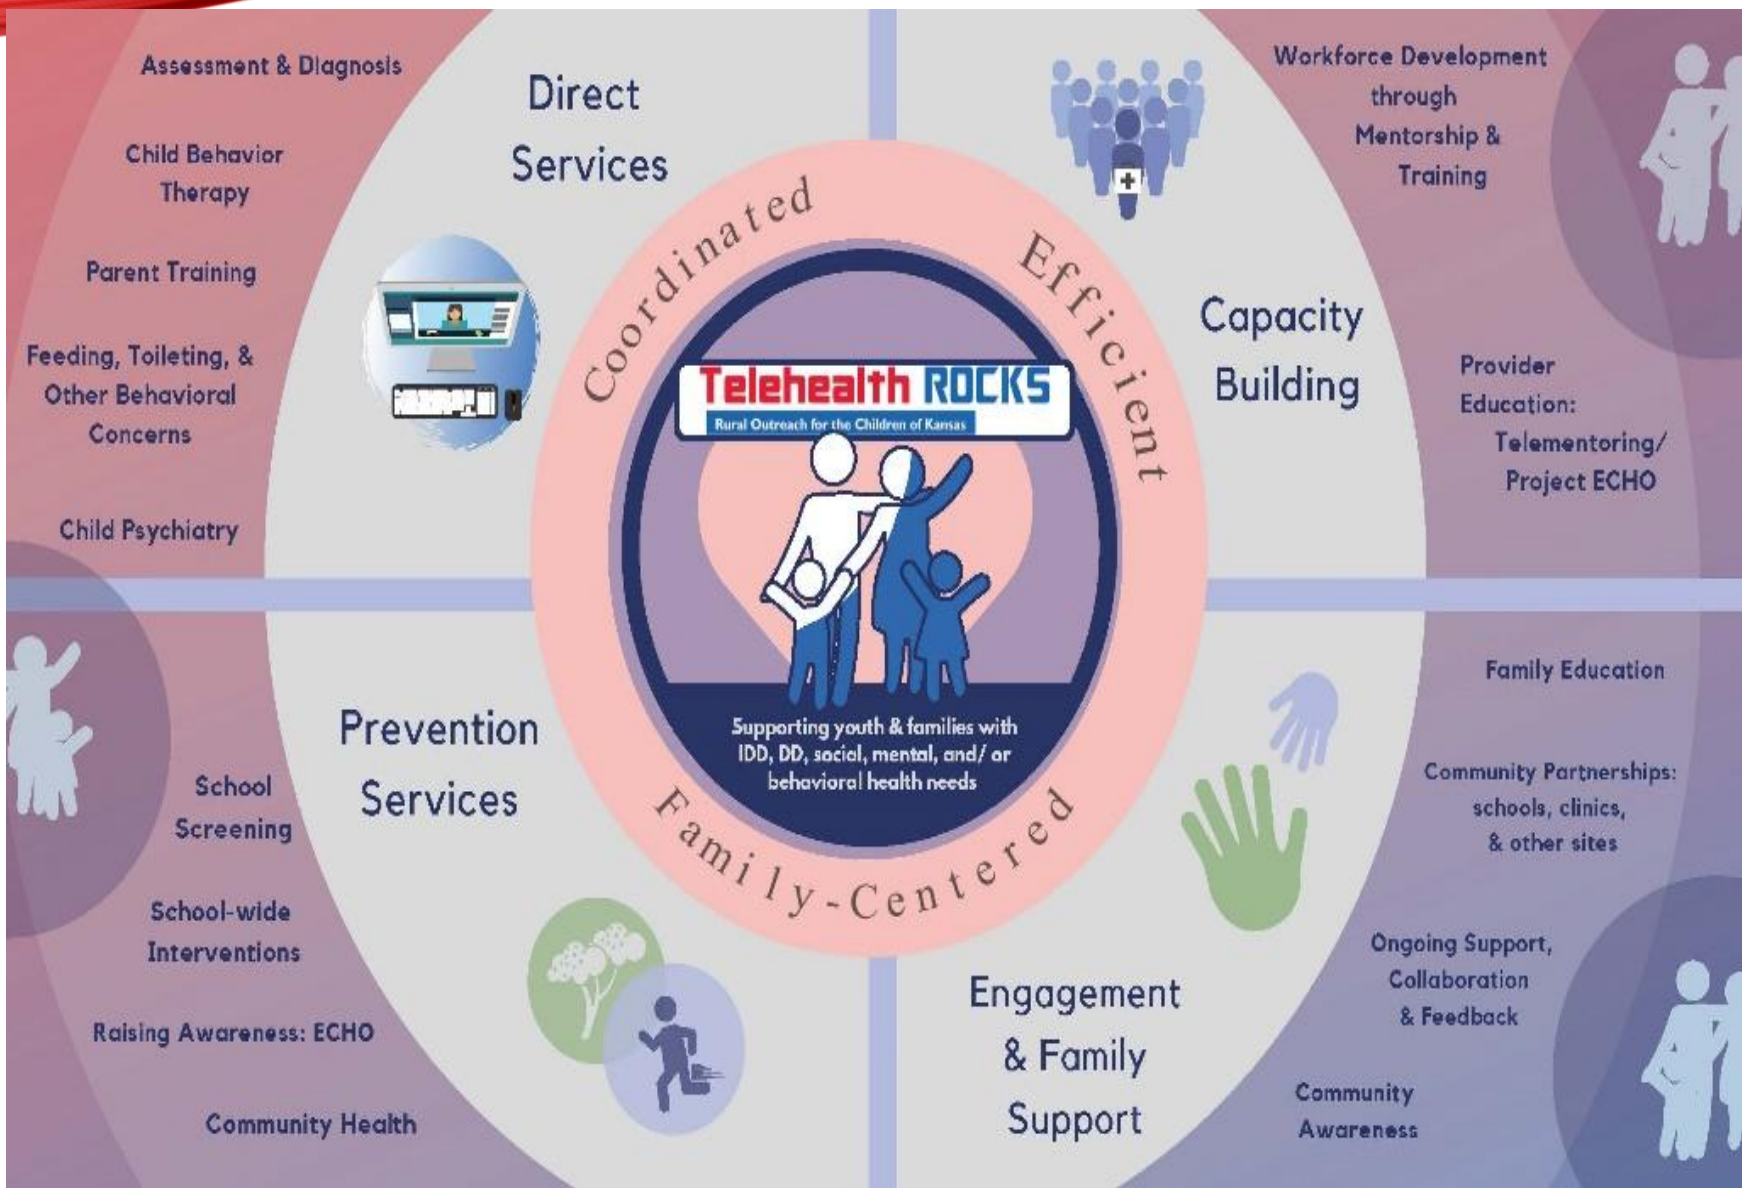 Assessment & Diagnosis
Child Behavior
Therapy
Parent Training
Feeding, Toileting, &
Other Behavioral
Concerns
Child Psychiatry
Direct
Services
Workforce Development
through
Mentorship &
Training
Provider
Education:
Telementoring/
Project ECHO
Capacity
Building
Coordinated
Efficient
Family-Centered
Telehealth ROCKS
Rural Outreach for the Children of Kansas
Supporting youth & families with
IDD, DD, social, mental, and/ or
behavioral health needs
Prevention
Services
School
Screening
School-wide
Interventions
Raising Awareness: ECHO
Community Health
Engagement
& Family
Support
Family Education
Community Partnerships:
schools, clinics,
& other sites
Ongoing Support,
Collaboration
& Feedback
Community
Awareness